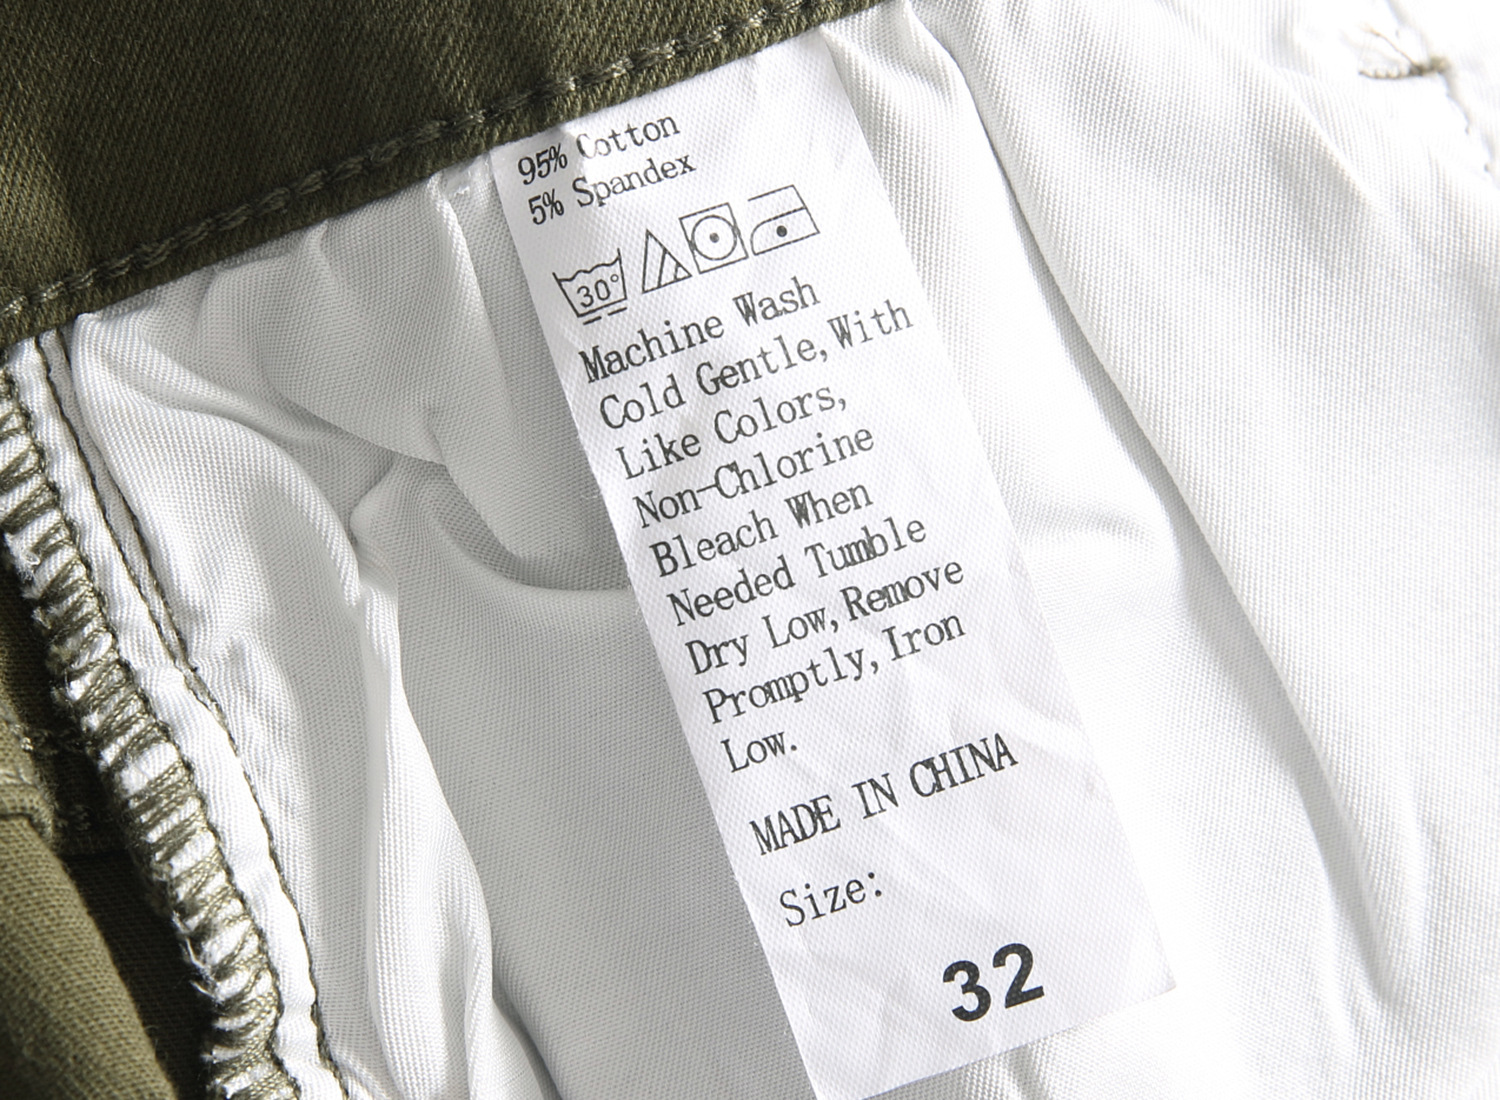 95% Cotton
5% Spandex
30°
Machine Wash
Cold Gentle, With
Like Colors,
Non-Chlorine
Bleach When
Needed Tumble
Dry Low, Remove
Promptly, Iron
Low.
MADE IN CHINA
Size:
32